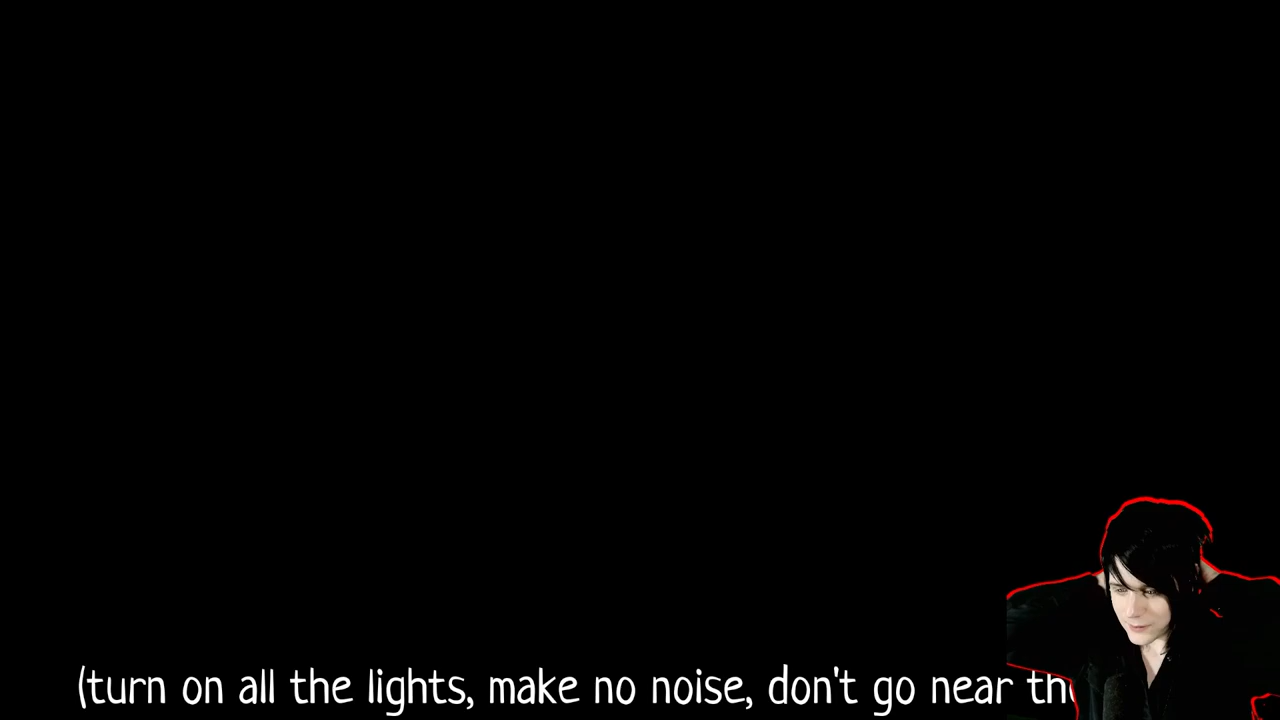 (turn on all the lights, make no noise, don't go near